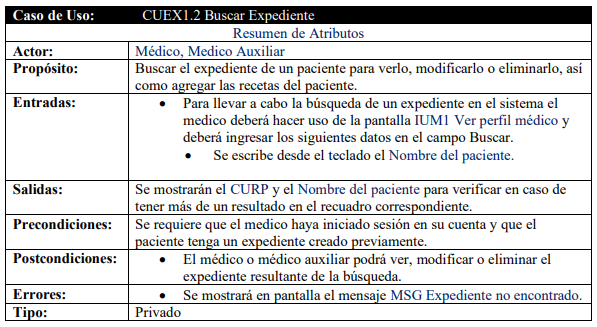 Caso de Uso: CUEX1.2 Buscar Expediente
Resumen de Atributos
Actor: Médico, Medico Auxiliar
Propósito: Buscar el expediente de un paciente para verlo, modificarlo o eliminarlo, así
como agregar las recetas del paciente.
Entradas: • Para llevar a cabo la búsqueda de un expediente en el sistema el
medico deberá hacer uso de la pantalla IUM1 Ver perfil médico y
deberá ingresar los siguientes datos en el campo Buscar.
• Se escribe desde el teclado el Nombre del paciente.
Salidas: Se mostrarán el CURP y el Nombre del paciente para verificar en caso de
tener más de un resultado en el recuadro correspondiente.
Precondiciones: Se requiere que el medico haya iniciado sesión en su cuenta y que el
paciente tenga un expediente creado previamente.
Postcondiciones: • El médico o médico auxiliar podrá ver, modificar o eliminar el
expediente resultante de la búsqueda.
Errores: • Se mostrará en pantalla el mensaje MSG Expediente no encontrado.
Tipo: Privado